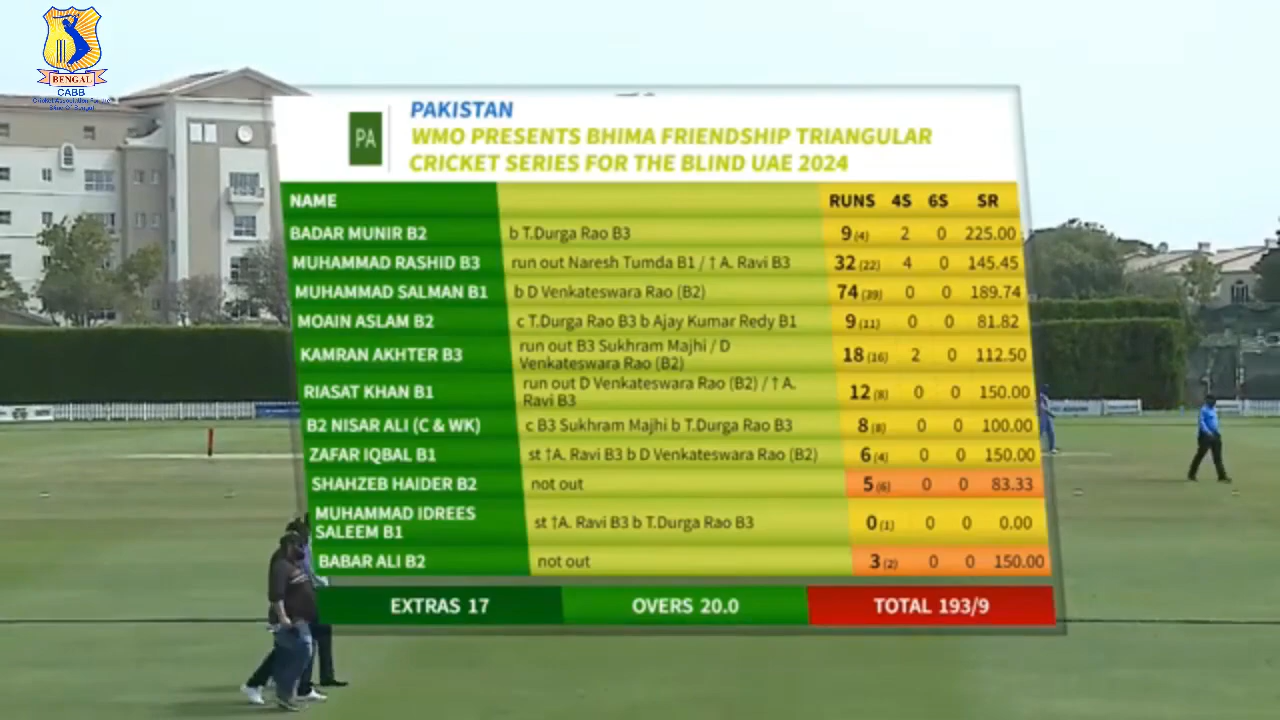 BENGAL
CABB
PA
PAKISTAN
WMO PRESENTS BHIMA FRIENDSHIP TRIANGULAR
CRICKET SERIES FOR THE BLIND UAE 2024
NAME RUNS 4S 6S SR
BADAR MUNIR B2 b T.Durga Rao B3 9 (4) 2 0 225.00
MUHAMMAD RASHID B3 run out Naresh Tumda B1 / † A. Ravi B3 32 (22) 4 0 145.45
MUHAMMAD SALMAN B1 b D Venkateswara Rao (B2) 74 (39) 0 0 189.74
MOAIN ASLAM B2 c T.Durga Rao B3 b Ajay Kumar Redy B1 9 (11) 0 0 81.82
KAMRAN AKHTER B3 run out B3 Sukhram Majhi / D
Venkateswara Rao (B2) 18 (16) 2 0 112.50
RIASAT KHAN B1 run out D Venkateswara Rao (B2) / † A.
Ravi B3 12 (8) 0 0 150.00
B2 NISAR ALI (C & WK) c B3 Sukhram Majhi b T.Durga Rao B3 8 (8) 0 0 100.00
ZAFAR IQBAL B1 st †A. Ravi B3 b D Venkateswara Rao (B2) 6 (4) 0 0 150.00
SHAHZEB HAIDER B2 not out 5 (6) 0 0 83.33
MUHAMMAD IDREES
SALEEM B1 st †A. Ravi B3 b T.Durga Rao B3 0 (1) 0 0 0.00
BABAR ALI B2 not out 3 (2) 0 0 150.00
EXTRAS 17 OVERS 20.0 TOTAL 193/9